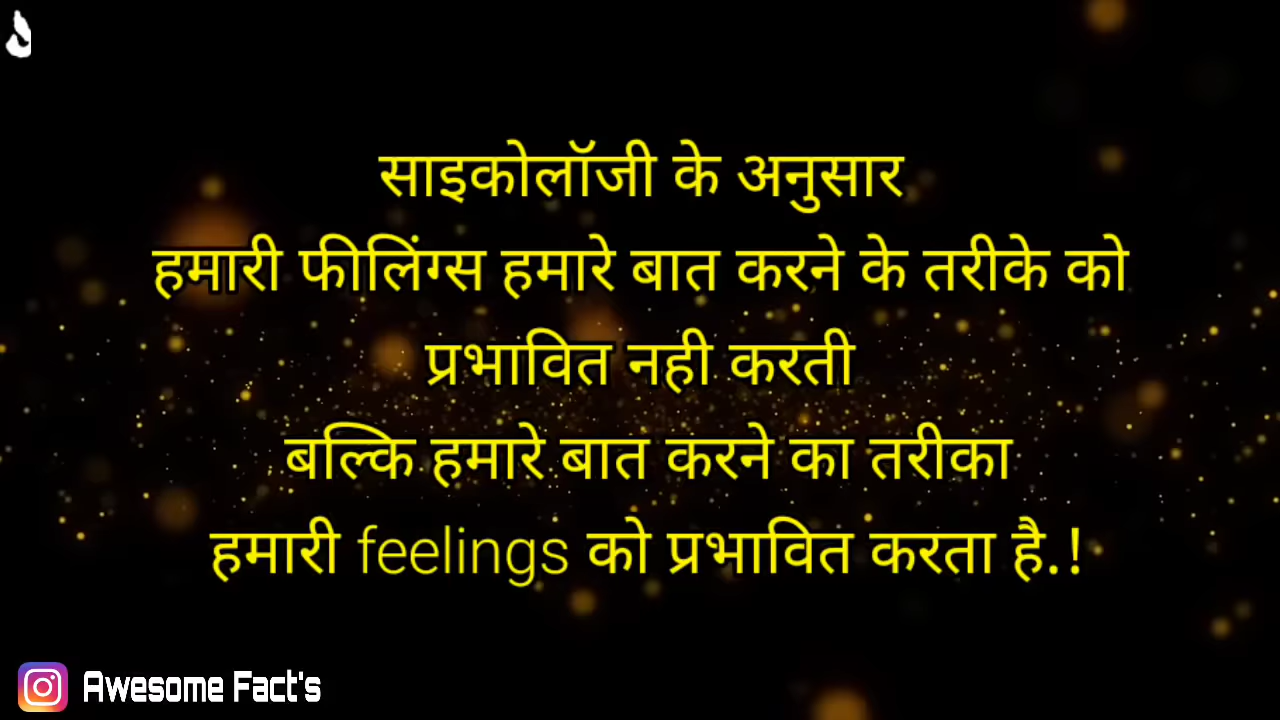 साइकोलॉजी के अनुसार
हमारी फीलिंग्स हमारे बात करने के तरीके को
प्रभावित नही करती
बल्कि हमारे बात करने का तरीका
हमारी feelings को प्रभावित करता है.!
Awesome Fact's